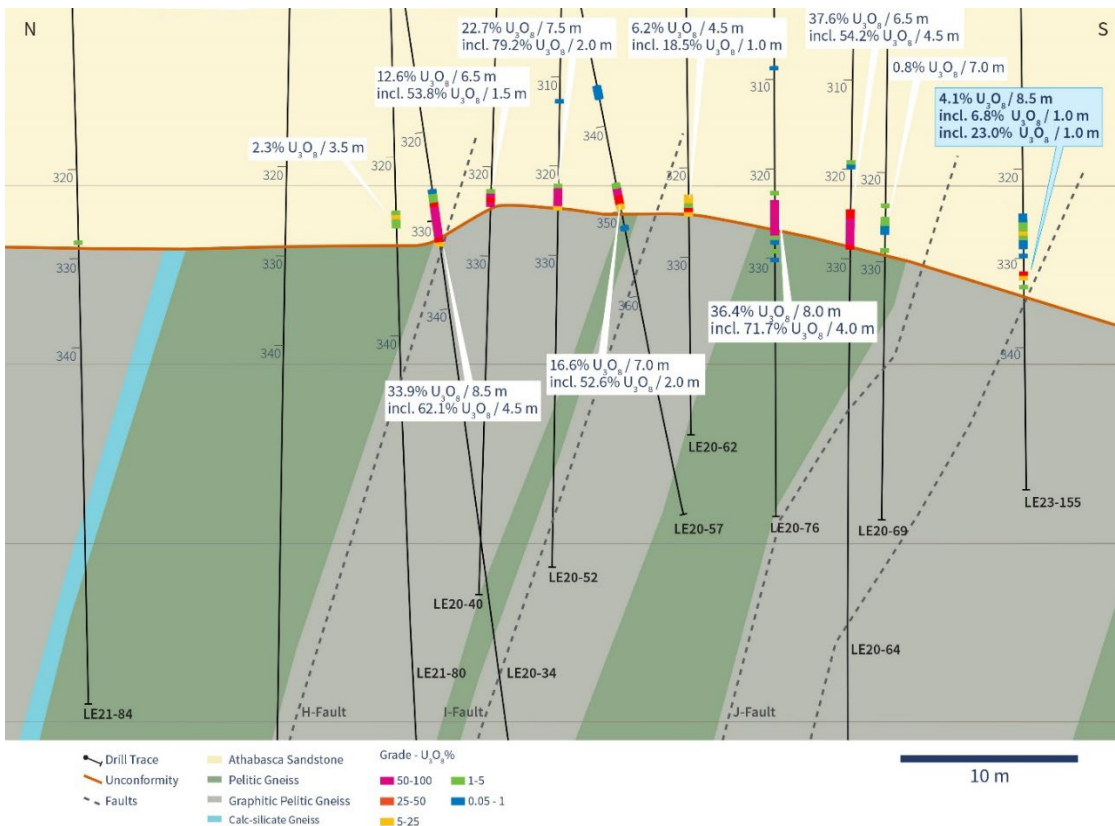 N
S
22.7% U₃O₈ / 7.5 m
incl. 79.2% U₃O₈ / 2.0 m
6.2% U₃O₈ / 4.5 m
incl. 18.5% U₃O₈ / 1.0 m
37.6% U₃O₈ / 6.5 m
incl. 54.2% U₃O₈ / 4.5 m
12.6% U₃O₈ / 6.5 m
incl. 53.8% U₃O₈ / 1.5 m
0.8% U₃O₈ / 7.0 m
4.1% U₃O₈ / 8.5 m
incl. 6.8% U₃O₈ / 1.0 m
incl. 23.0% U₃O₈ / 1.0 m
2.3% U₃O₈ / 3.5 m
310
310
310
320
340
320
320
320
320
320
320
320
320
320
330
350
330
330
330
330
330
330
330
330
330
340
360
340
340
340
340
36.4% U₃O₈ / 8.0 m
incl. 71.7% U₃O₈ / 4.0 m
16.6% U₃O₈ / 7.0 m
incl. 52.6% U₃O₈ / 2.0 m
33.9% U₃O₈ / 8.5 m
incl. 62.1% U₃O₈ / 4.5 m
LE20-62
LE23-155
LE20-57
LE20-76
LE20-69
LE20-52
LE20-40
LE20-64
LE21-80
LE20-34
LE21-84
H-Fault
I-Fault
J-Fault
Drill Trace
Unconformity
Faults
Athabasca Sandstone
Pelitic Gneiss
Graphitic Pelitic Gneiss
Calc-silicate Gneiss
Grade - U₃O₈%
50-100
25-50
5-25
1-5
0.05 - 1
10 m